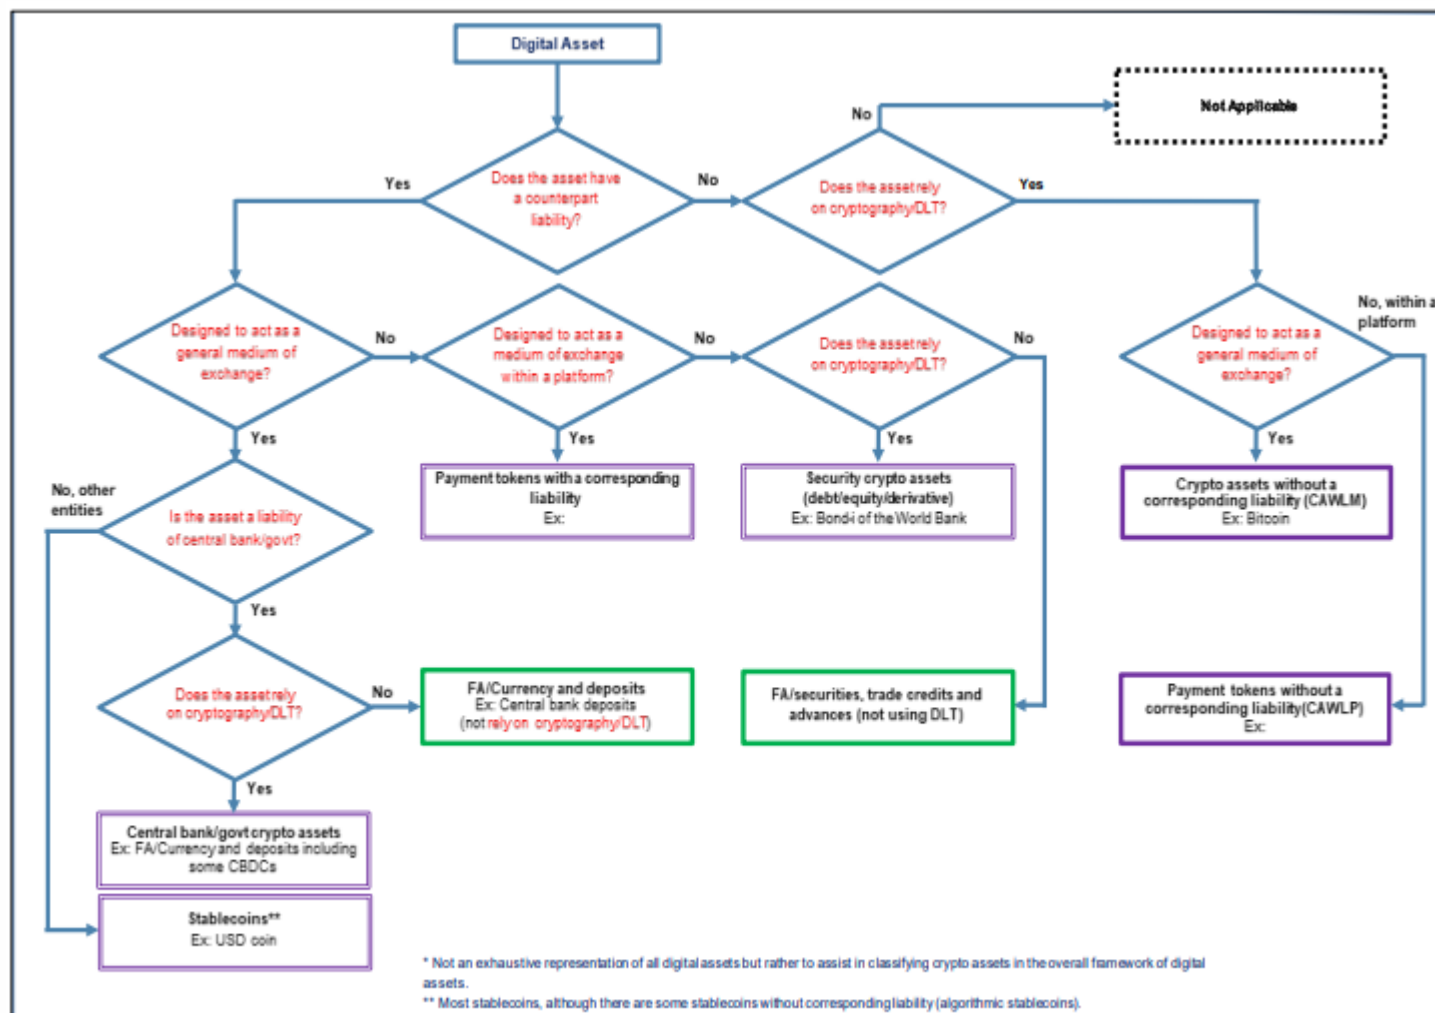 Digital Asset
Not Applicable
No
Yes
Does the asset have
a counterpart
liability?
No
Does the asset rely
on cryptography/DLT?
Yes
Designed to act as a
general medium of
exchange?
No
Designed to act as a
medium of exchange
within a platform?
No
Does the asset rely
on cryptography/DLT?
No
Designed to act as a
general medium of
exchange?
No, within a
platform
Yes
Yes
Yes
Yes
No, other
entities
Is the asset a liability
of central bank/govt?
Payment tokens with a corresponding
liability
Ex:
Security crypto assets
(debt/equity/derivative)
Ex: Bond-i of the World Bank
Crypto assets without a
corresponding liability (CAWLM)
Ex: Bitcoin
Yes
Does the asset rely
on cryptography/DLT?
No
FA/Currency and deposits
Ex: Central bank deposits
(not rely on cryptography/DLT)
FA/securities, trade credits and
advances (not using DLT)
Payment tokens without a
corresponding liability(CAWLP)
Ex:
Yes
Central bank/govt crypto assets
Ex: FA/Currency and deposits including
some CBDCs
Stablecoins**
Ex: USD coin
* Not an exhaustive representation of all digital assets but rather to assist in classifying crypto assets in the overall framework of digital
assets.
** Most stablecoins, although there are some stablecoins without corresponding liability (algorithmic stablecoins).